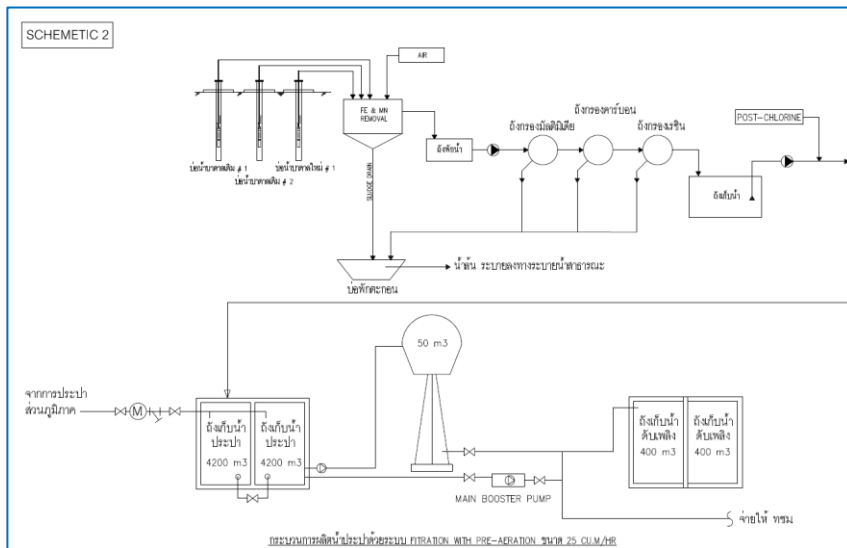 SCHEMETIC 2
AIR
FE & MN
REMOVAL
SLUDGE DRAIN
บ่อน้ำบาดาลเดิม # 1
บ่อน้ำบาดาลเดิม # 2
บ่อน้ำบาดาลใหม่ # 1
ถังพักน้ำ
ถังกรองมัลติมีเดีย
ถังกรองคาร์บอน
ถังกรองเรซิน
POST-CHLORINE
ถังเก็บน้ำ
บ่อพักตะกอน
น้ำล้น ระบายลงทางระบายน้ำสาธารณะ
จากการประปา
ส่วนภูมิภาค
M
ถังเก็บน้ำ
ประปา
4200 m3
ถังเก็บน้ำ
ประปา
4200 m3
50 m3
MAIN BOOSTER PUMP
ถังเก็บน้ำ
ดับเพลิง
400 m3
ถังเก็บน้ำ
ดับเพลิง
400 m3
จ่ายให้ ทชม
กระบวนการผลิตน้ำประปาด้วยระบบ FITRATION WITH PRE-AERATION ขนาด 25 CU.M/HR